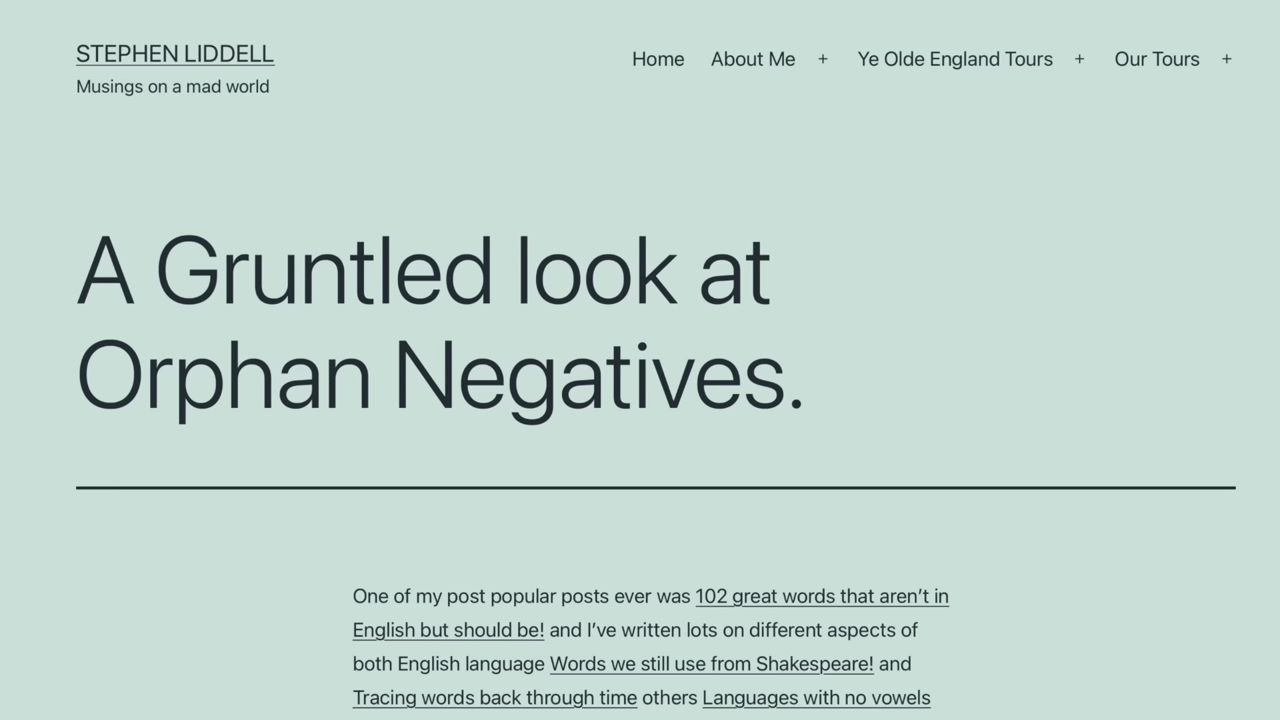 STEPHEN LIDDELL
Musings on a mad world
Home About Me + Ye Olde England Tours + Our Tours +
A Gruntled look at
Orphan Negatives.
One of my post popular posts ever was 102 great words that aren’t in
English but should be! and I’ve written lots on different aspects of
both English language Words we still use from Shakespeare! and
Tracing words back through time others Languages with no vowels